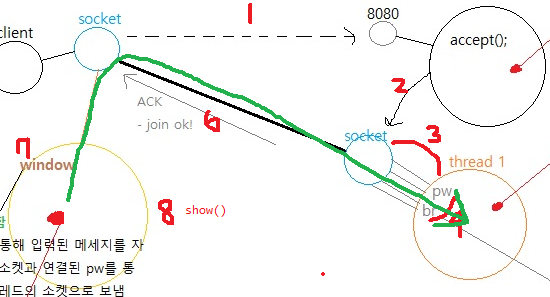 1
socket
8080
client
accept();
2
ACK
- join ok!
6
socket
3
7
window
thread 1
pw
8
show()
통해 입력된 메세지를 자
소켓과 연결된 pw를 통
레드의 소켓으로 보냄